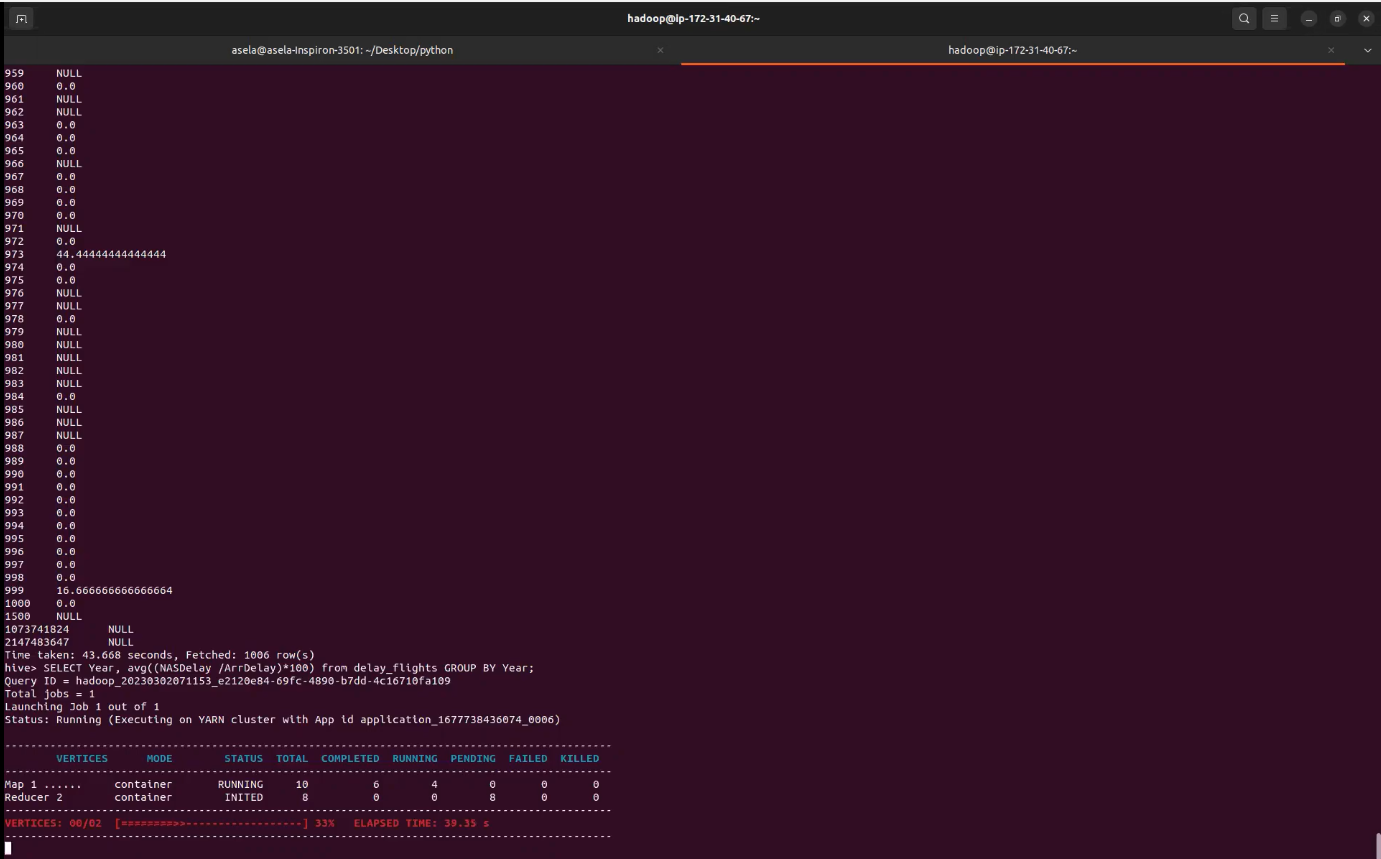 hadoop@ip-172-31-40-67:~
asela@asela-Inspiron-3501: ~/Desktop/python
hadoop@ip-172-31-40-67:~
959 NULL
960 0.0
961 NULL
962 NULL
963 0.0
964 0.0
965 0.0
966 NULL
967 0.0
968 0.0
969 0.0
970 0.0
971 NULL
972 0.0
973 44.44444444444444
974 0.0
975 0.0
976 NULL
977 NULL
978 0.0
979 NULL
980 NULL
981 NULL
982 NULL
983 NULL
984 0.0
985 NULL
986 NULL
987 NULL
988 0.0
989 0.0
990 0.0
991 0.0
992 0.0
993 0.0
994 0.0
995 0.0
996 0.0
997 0.0
998 0.0
999 16.666666666666664
1000 0.0
1500 NULL
1073741824 NULL
2147483647 NULL
Time taken: 43.668 seconds, Fetched: 1006 row(s)
hive> SELECT Year, avg((NASDelay /ArrDelay)*100) from delay_flights GROUP BY Year;
Query ID = hadoop_20230302071153_e2120e84-69fc-4890-b7dd-4c16710fa109
Total jobs = 1
Launching Job 1 out of 1
Status: Running (Executing on YARN cluster with App id application_1677738436074_0006)
----------------------------------------------------------------------------------------------
VERTICES MODE STATUS TOTAL COMPLETED RUNNING PENDING FAILED KILLED
----------------------------------------------------------------------------------------------
Map 1 ...... container RUNNING 10 6 4 0 0 0
Reducer 2 container INITED 8 0 0 8 0 0
----------------------------------------------------------------------------------------------
VERTICES: 00/02 [========>>-----------------] 33% ELAPSED TIME: 39.35 s
----------------------------------------------------------------------------------------------